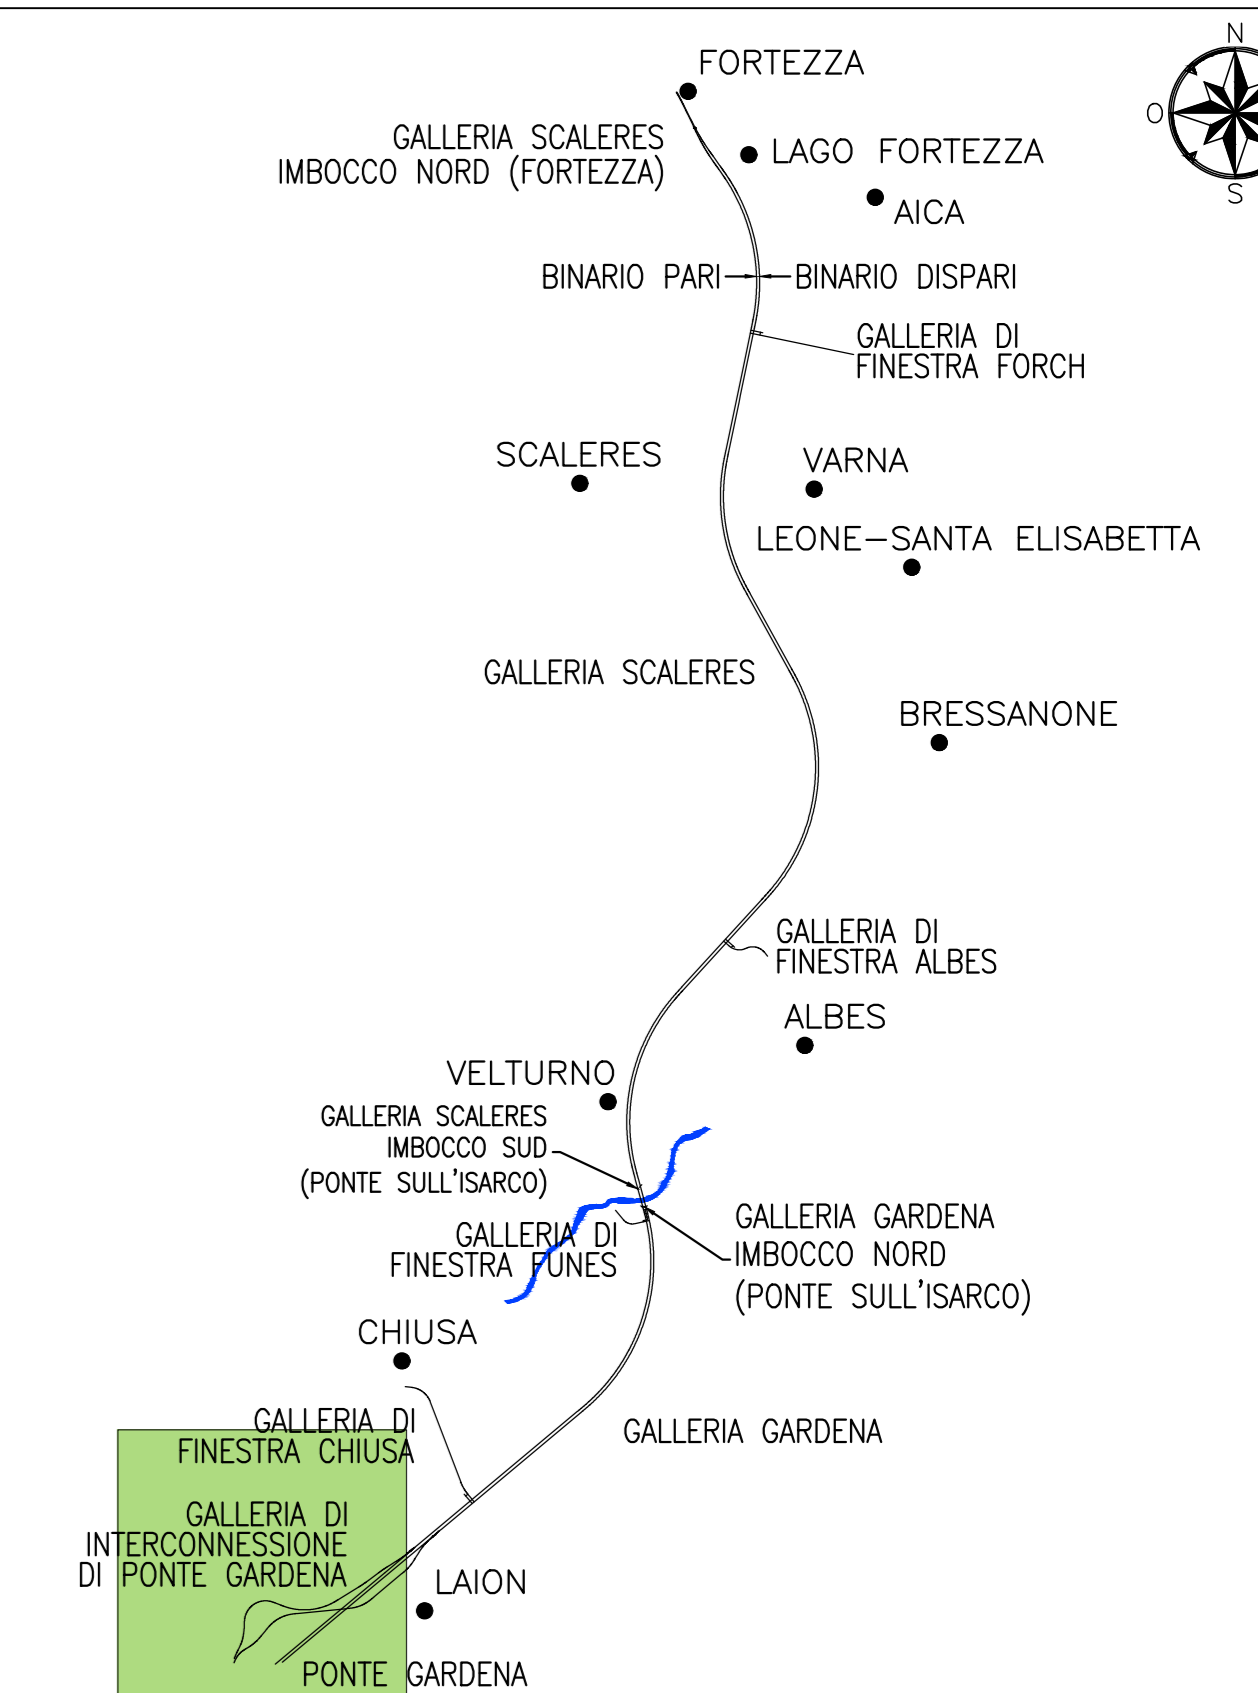 N
FORTEZZA
O
GALLERIA SCALERES
IMBOCCO NORD (FORTEZZA)
LAGO FORTEZZA
S
AICA
BINARIO PARI
BINARIO DISPARI
GALLERIA DI
FINESTRA FORCH
SCALERES
VARNA
LEONE-SANTA ELISABETTA
GALLERIA SCALERES
BRESSANONE
GALLERIA DI
FINESTRA ALBES
ALBES
VELTURNO
GALLERIA SCALERES
IMBOCCO SUD
(PONTE SULL'ISARCO)
GALLERIA GARDENA
IMBOCCO NORD
(PONTE SULL'ISARCO)
GALLERIA DI
FINESTRA FUNES
CHIUSA
GALLERIA DI
FINESTRA CHIUSA
GALLERIA GARDENA
GALLERIA DI
INTERCONNESSIONE
DI PONTE GARDENA
LAION
PONTE GARDENA